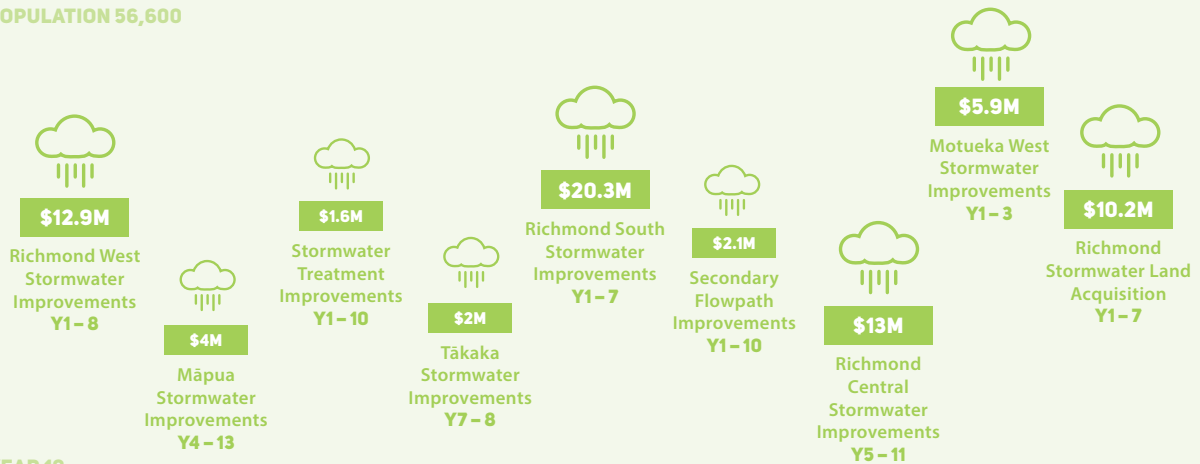 OPULATION 56,600
$12.9M
Richmond West
Stormwater
Improvements
Y1 – 8
$4M
Māpua
Stormwater
Improvements
Y4 – 13
$1.6M
Stormwater
Treatment
Improvements
Y1 – 10
$2M
Tākaka
Stormwater
Improvements
Y7 – 8
$20.3M
Richmond South
Stormwater
Improvements
Y1 – 7
$2.1M
Secondary
Flowpath
Improvements
Y1 – 10
$13M
Richmond
Central
Stormwater
Improvements
Y5 – 11
$5.9M
Motueka West
Stormwater
Improvements
Y1 – 3
$10.2M
Richmond
Stormwater Land
Acquisition
Y1 – 7